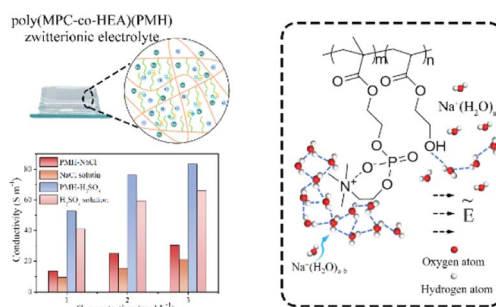 poly(MPC-co-HEA)(PMH)
zwitterionic electrolyte
Conductivity (S m⁻¹)
80
60
40
20
0
PMH-NaCl
NaCl solutin
PMH-H₂SO₄
H₂SO₄ solution
1
2
3
m
n
O
O
O
O
O
O
P
O
O⁻
O
N⁺
OH
Na⁺(H₂O)ₐ
Ẽ
Na⁺(H₂O)ₐ₋ᵦ
Oxygen atom
Hydrogen atom